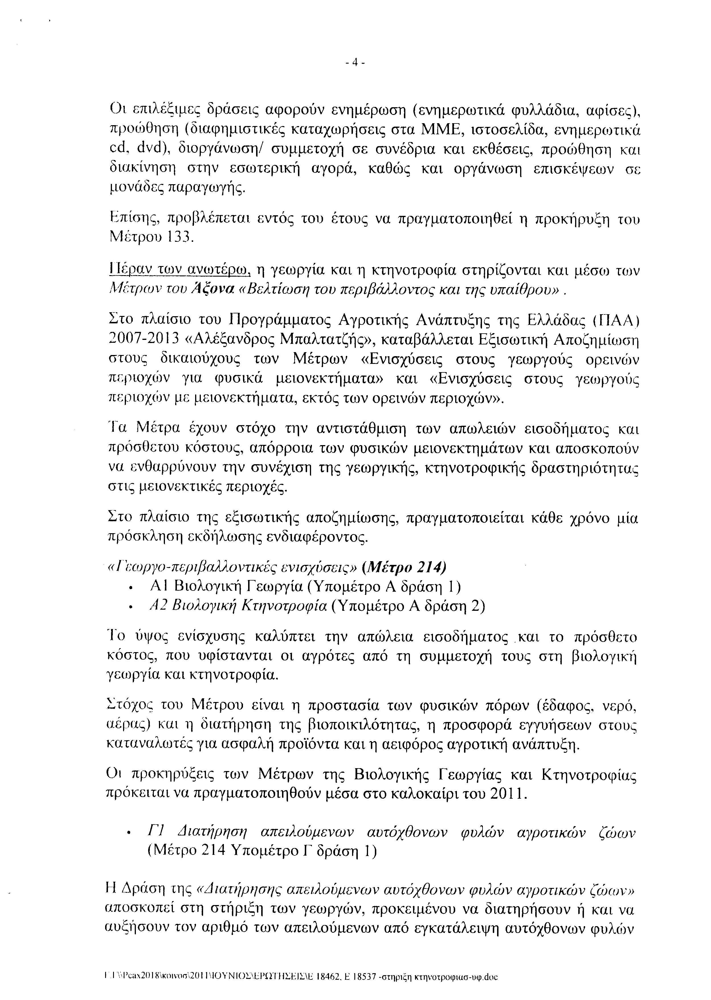 - 4 -
Οι επιλέξιμες δράσεις αφορούν ενημέρωση (ενημερωτικά φυλλάδια, αφίσες),
προώθηση (διαφημιστικές καταχωρήσεις στα ΜΜΕ, ιστοσελίδα, ενημερωτικά
cd, dvd), διοργάνωση/ συμμετοχή σε συνέδρια και εκθέσεις, προώθηση και
διακίνηση στην εσωτερική αγορά, καθώς και οργάνωση επισκέψεων σε
μονάδες παραγωγής.
Επίσης, προβλέπεται εντός του έτους να πραγματοποιηθεί η προκήρυξη του
Μέτρου 133.
Πέραν των ανωτέρω, η γεωργία και η κτηνοτροφία στηρίζονται και μέσω των
Μέτρων του Άξονα «Βελτίωση του περιβάλλοντος και της υπαίθρου» .
Στο πλαίσιο του Προγράμματος Αγροτικής Ανάπτυξης της Ελλάδας (ΠΑΑ)
2007-2013 «Αλέξανδρος Μπαλτατζής», καταβάλλεται Εξισωτική Αποζημίωση
στους δικαιούχους των Μέτρων «Ενισχύσεις στους γεωργούς ορεινών
περιοχών για φυσικά μειονεκτήματα» και «Ενισχύσεις στους γεωργούς
περιοχών με μειονεκτήματα, εκτός των ορεινών περιοχών».
Τα Μέτρα έχουν στόχο την αντιστάθμιση των απωλειών εισοδήματος και
πρόσθετου κόστους, απόρροια των φυσικών μειονεκτημάτων και αποσκοπούν
να ενθαρρύνουν την συνέχιση της γεωργικής, κτηνοτροφικής δραστηριότητας
στις μειονεκτικές περιοχές.
Στο πλαίσιο της εξισωτικής αποζημίωσης, πραγματοποιείται κάθε χρόνο μία
πρόσκληση εκδήλωσης ενδιαφέροντος.
«Γεωργο-περιβαλλοντικές ενισχύσεις» (Μέτρο 214)
• Α1 Βιολογική Γεωργία (Υπομέτρο Α δράση 1)
• Α2 Βιολογική Κτηνοτροφία (Υπομέτρο Α δράση 2)
Το ύψος ενίσχυσης καλύπτει την απώλεια εισοδήματος και το πρόσθετο
κόστος, που υφίστανται οι αγρότες από τη συμμετοχή τους στη βιολογική
γεωργία και κτηνοτροφία.
Στόχος του Μέτρου είναι η προστασία των φυσικών πόρων (έδαφος, νερό,
αέρας) και η διατήρηση της βιοποικιλότητας, η προσφορά εγγυήσεων στους
καταναλωτές για ασφαλή προϊόντα και η αειφόρος αγροτική ανάπτυξη.
Οι προκηρύξεις των Μέτρων της Βιολογικής Γεωργίας και Κτηνοτροφίας
πρόκειται να πραγματοποιηθούν μέσα στο καλοκαίρι του 2011.
• Γ1 Διατήρηση απειλούμενων αυτόχθονων φυλών αγροτικών ζώων
(Μέτρο 214 Υπομέτρο Γ δράση 1)
Η Δράση της «Διατήρησης απειλούμενων αυτόχθονων φυλών αγροτικών ζώων»
αποσκοπεί στη στήριξη των γεωργών, προκειμένου να διατηρήσουν ή και να
αυξήσουν τον αριθμό των απειλούμενων από εγκατάλειψη αυτόχθονων φυλών
\\Pcax2018\κοινοσ\2011\ΙΟΥΝΙΟΣ\ΕΡΩΤΗΣΕΙΣ\Ε 18462, Ε 18537 -στηριξη κτηνοτροφιασ-υφ.doc